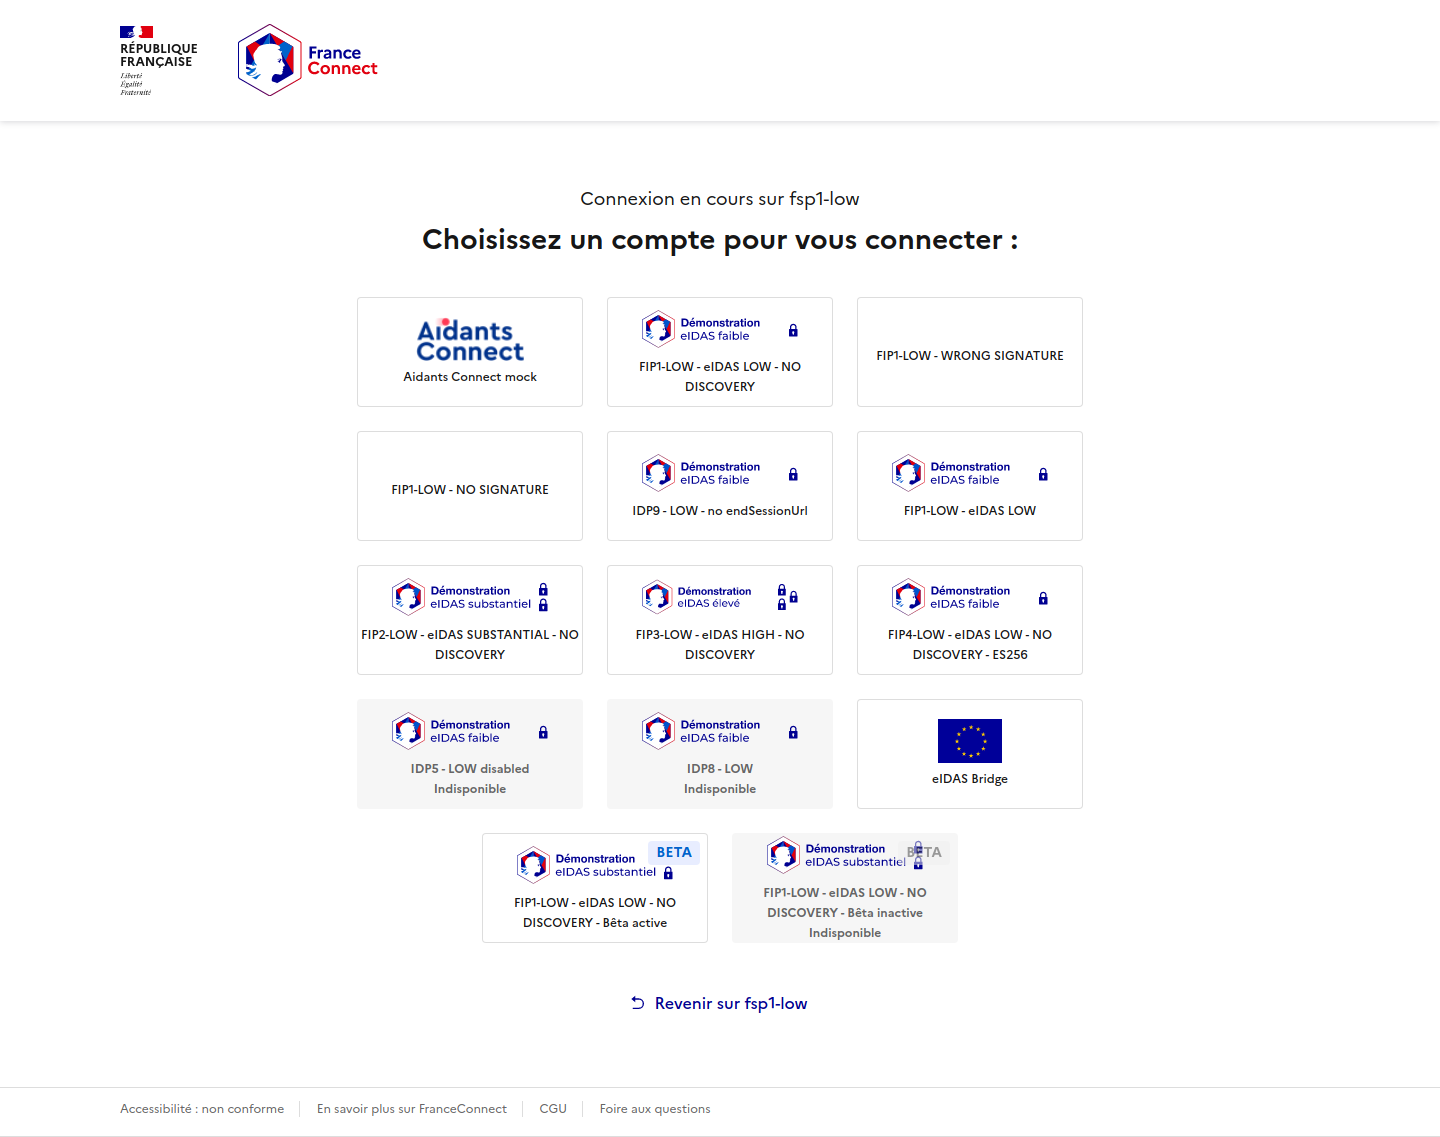 RÉPUBLIQUE
FRANÇAISE
Liberté
Égalité
Fraternité
France
Connect
Connexion en cours sur fsp1-low
Choisissez un compte pour vous connecter :
Aidants
Connect
Aidants Connect mock
Démonstration
eIDAS faible
FIP1-LOW - eIDAS LOW - NO
DISCOVERY
FIP1-LOW - WRONG SIGNATURE
FIP1-LOW - NO SIGNATURE
Démonstration
eIDAS faible
IDP9 - LOW - no endSessionUrl
Démonstration
eIDAS faible
FIP1-LOW - eIDAS LOW
Démonstration
eIDAS substantiel
FIP2-LOW - eIDAS SUBSTANTIAL - NO
DISCOVERY
Démonstration
eIDAS élevé
FIP3-LOW - eIDAS HIGH - NO
DISCOVERY
Démonstration
eIDAS faible
FIP4-LOW - eIDAS LOW - NO
DISCOVERY - ES256
Démonstration
eIDAS faible
IDP5 - LOW disabled
Indisponible
Démonstration
eIDAS faible
IDP8 - LOW
Indisponible
eIDAS Bridge
BETA
Démonstration
eIDAS substantiel
FIP1-LOW - eIDAS LOW - NO
DISCOVERY - Bêta active
BETA
Démonstration
eIDAS substantiel
FIP1-LOW - eIDAS LOW - NO
DISCOVERY - Bêta inactive
Indisponible
Revenir sur fsp1-low
Accessibilité : non conforme
En savoir plus sur FranceConnect
CGU
Foire aux questions